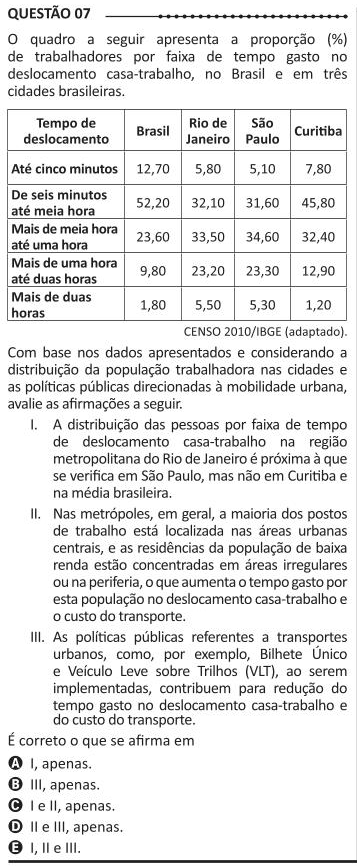 QUESTÃO 07
O quadro a seguir apresenta a proporção (%)
de trabalhadores por faixa de tempo gasto no
deslocamento casa-trabalho, no Brasil e em três
cidades brasileiras.
Tempo de deslocamento Brasil Rio de Janeiro São Paulo Curitiba
Até cinco minutos 12,70 5,80 5,10 7,80
De seis minutos até meia hora 52,20 32,10 31,60 45,80
Mais de meia hora até uma hora 23,60 33,50 34,60 32,40
Mais de uma hora até duas horas 9,80 23,20 23,30 12,90
Mais de duas horas 1,80 5,50 5,30 1,20
CENSO 2010/IBGE (adaptado).
Com base nos dados apresentados e considerando a
distribuição da população trabalhadora nas cidades e
as políticas públicas direcionadas à mobilidade urbana,
avalie as afirmações a seguir.
I. A distribuição das pessoas por faixa de tempo
de deslocamento casa-trabalho na região
metropolitana do Rio de Janeiro é próxima à que
se verifica em São Paulo, mas não em Curitiba e
na média brasileira.
II. Nas metrópoles, em geral, a maioria dos postos
de trabalho está localizada nas áreas urbanas
centrais, e as residências da população de baixa
renda estão concentradas em áreas irregulares
ou na periferia, o que aumenta o tempo gasto por
esta população no deslocamento casa-trabalho e
o custo do transporte.
III. As políticas públicas referentes a transportes
urbanos, como, por exemplo, Bilhete Único
e Veículo Leve sobre Trilhos (VLT), ao serem
implementadas, contribuem para redução do
tempo gasto no deslocamento casa-trabalho e
do custo do transporte.
É correto o que se afirma em
A I, apenas.
B III, apenas.
C I e II, apenas.
D II e III, apenas.
E I, II e III.